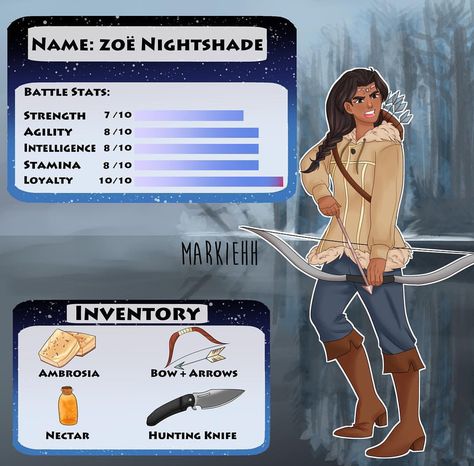 NAME: ZOË NIGHTSHADE
BATTLE STATS:
STRENGTH 7/10
AGILITY 8/10
INTELLIGENCE 8/10
STAMINA 8/10
LOYALTY 10/10
MARKIEHH
INVENTORY
AMBROSIA BOW + ARROWS
NECTAR HUNTING KNIFE